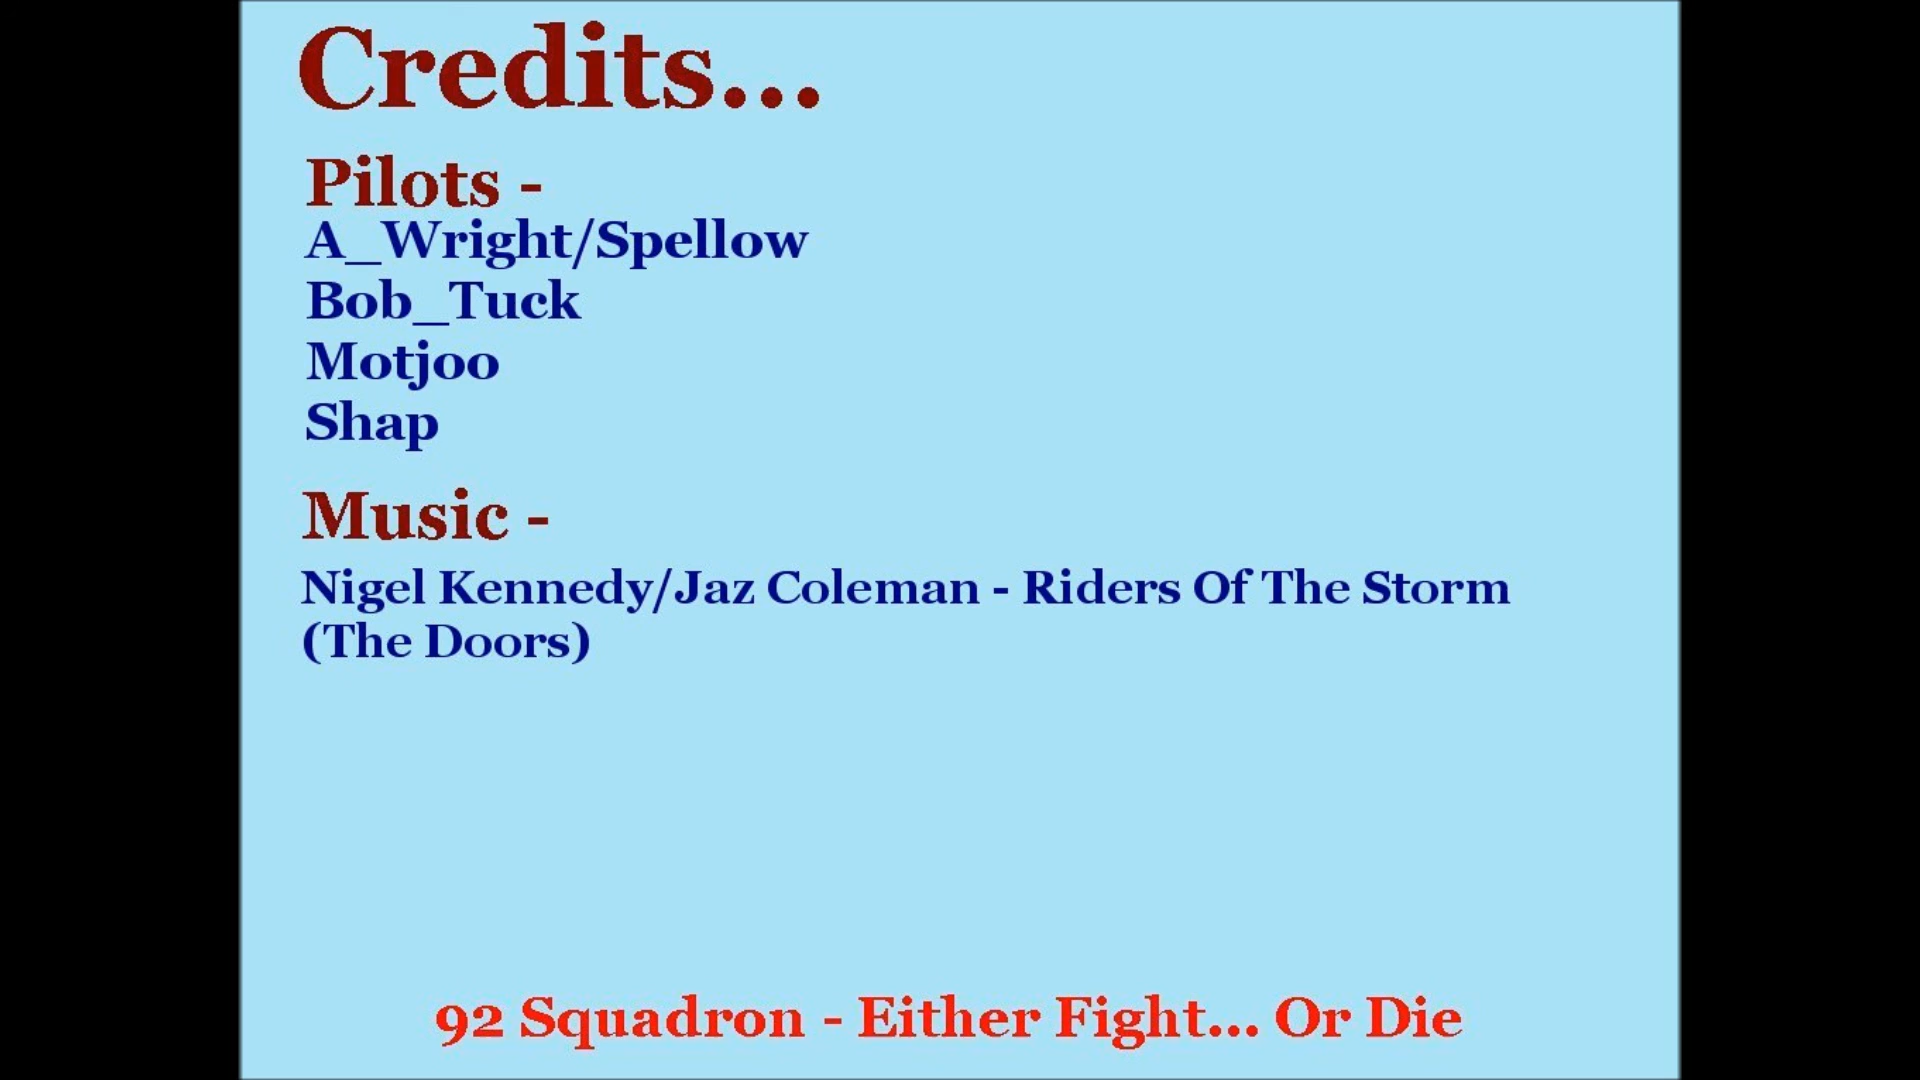 Credits...
Pilots -
A_Wright/Spellow
Bob_Tuck
Motjoo
Shap
Music -
Nigel Kennedy/Jaz Coleman - Riders Of The Storm
(The Doors)
92 Squadron - Either Fight... Or Die